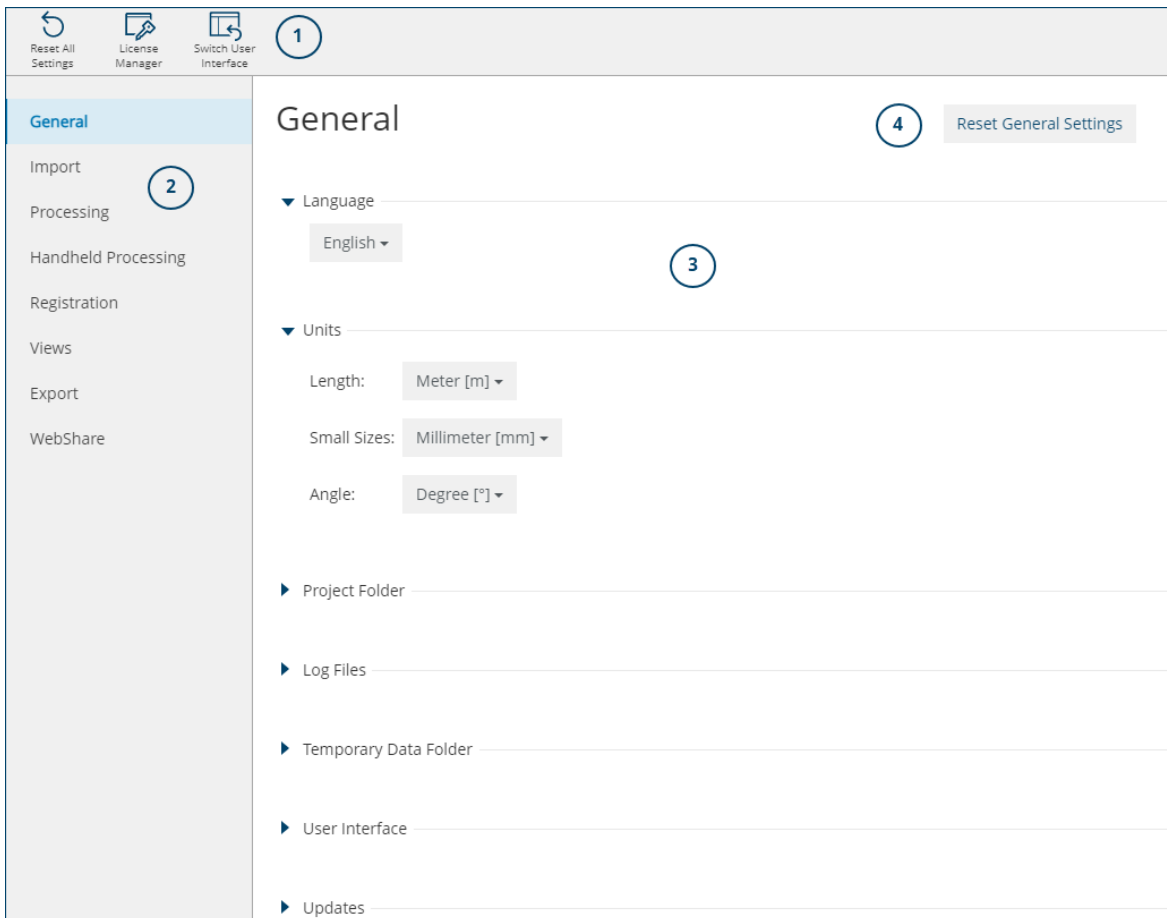 Reset All
Settings
License
Manager
Switch User
Interface
1
General
Import
2
Processing
Handheld Processing
Registration
Views
Export
WebShare
General
4
Reset General Settings
Language
English
3
Units
Length: Meter [m]
Small Sizes: Millimeter [mm]
Angle: Degree [°]
Project Folder
Log Files
Temporary Data Folder
User Interface
Updates